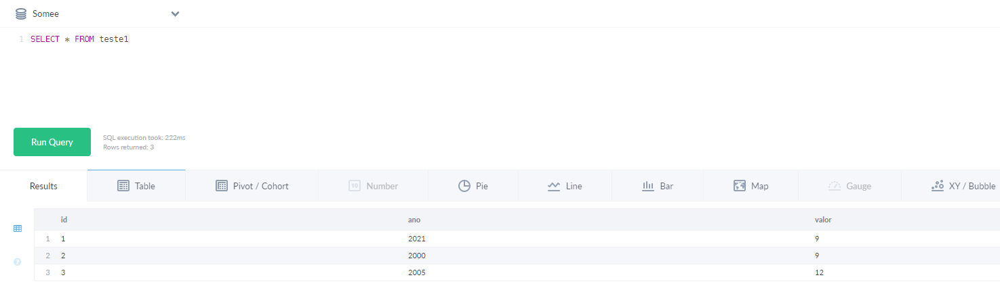 Somee
1 SELECT * FROM teste1
Run Query
SQL execution took: 222ms
Rows returned: 3
Results Table Pivot / Cohort 10 Number Pie Line Bar Map Gauge XY / Bubble
id ano valor
1 1 2021 9
2 2 2000 9
? 3 3 2005 12